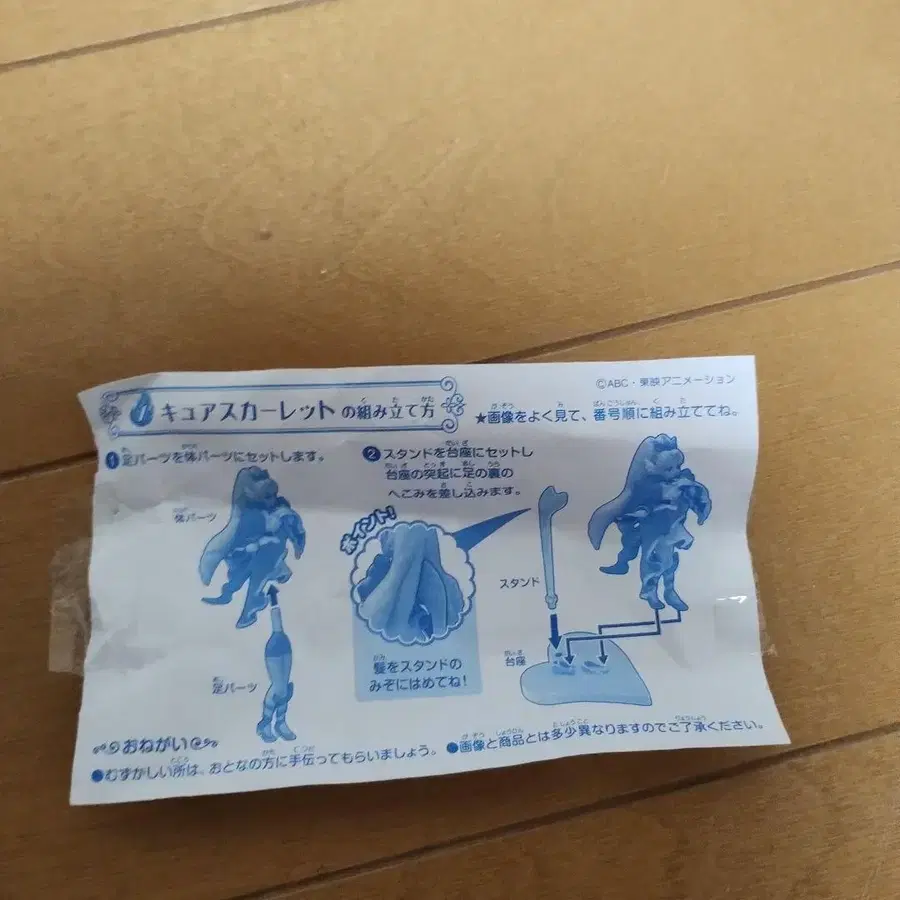 ©ABC・東映アニメーション
キュアスカーレットの組み立て方
★画像をよく見て、番号順に組み立ててね。
❶足パーツを体パーツにセットします。
体パーツ
足パーツ
❷スタンドを台座にセットし
台座の突起に足の裏の
へこみを差し込みます。
ポイント!
髪をスタンドの
みぞにはめてね!
スタンド
台座
おねがい
●むずかしい所は、おとなの方に手伝ってもらいましょう。
●画像と商品とは多少異なりますのでご了承ください。